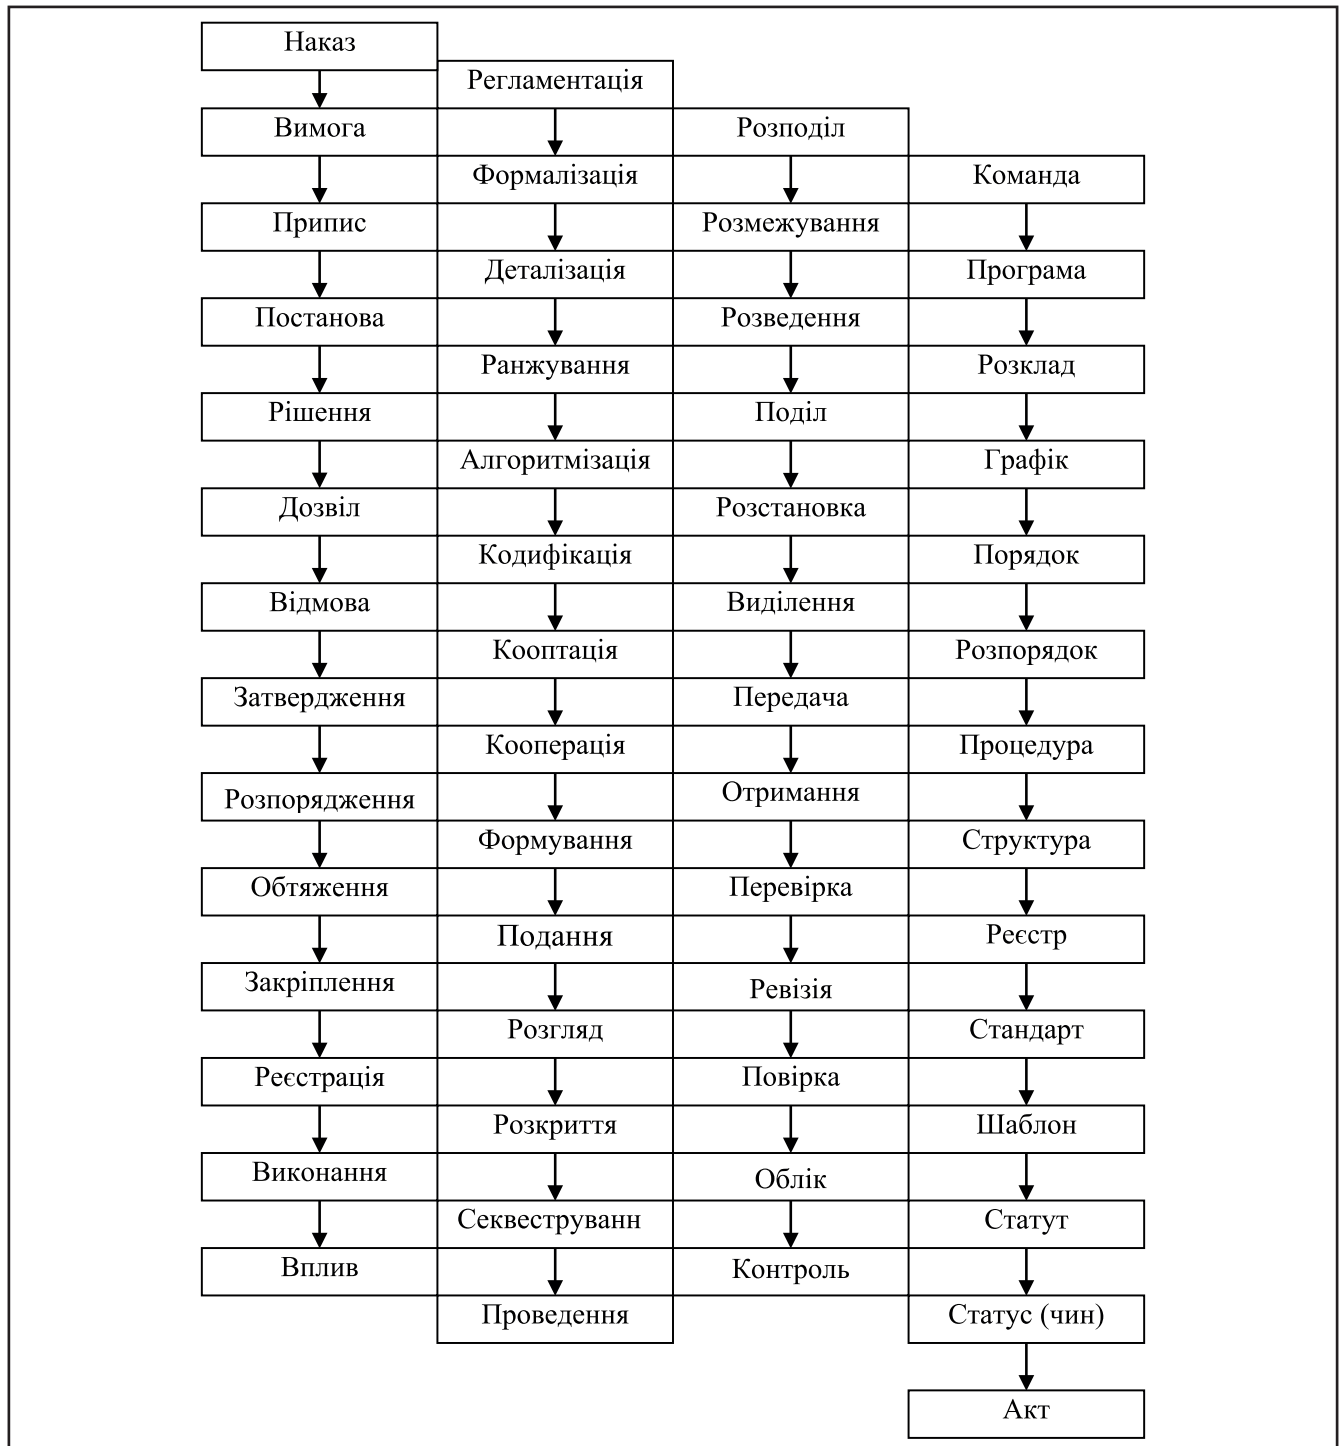 Наказ
Вимога
Припис
Постанова
Рішення
Дозвіл
Відмова
Затвердження
Розпорядження
Обтяження
Закріплення
Реєстрація
Виконання
Вплив
Регламентація
Формалізація
Деталізація
Ранжування
Алгоритмізація
Кодифікація
Кооптація
Кооперація
Формування
Подання
Розгляд
Розкриття
Секвеструванн
Проведення
Розподіл
Розмежування
Розведення
Поділ
Розстановка
Виділення
Передача
Отримання
Перевірка
Ревізія
Повірка
Облік
Контроль
Команда
Програма
Розклад
Графік
Порядок
Розпорядок
Процедура
Структура
Реєстр
Стандарт
Шаблон
Статут
Статус (чин)
Акт